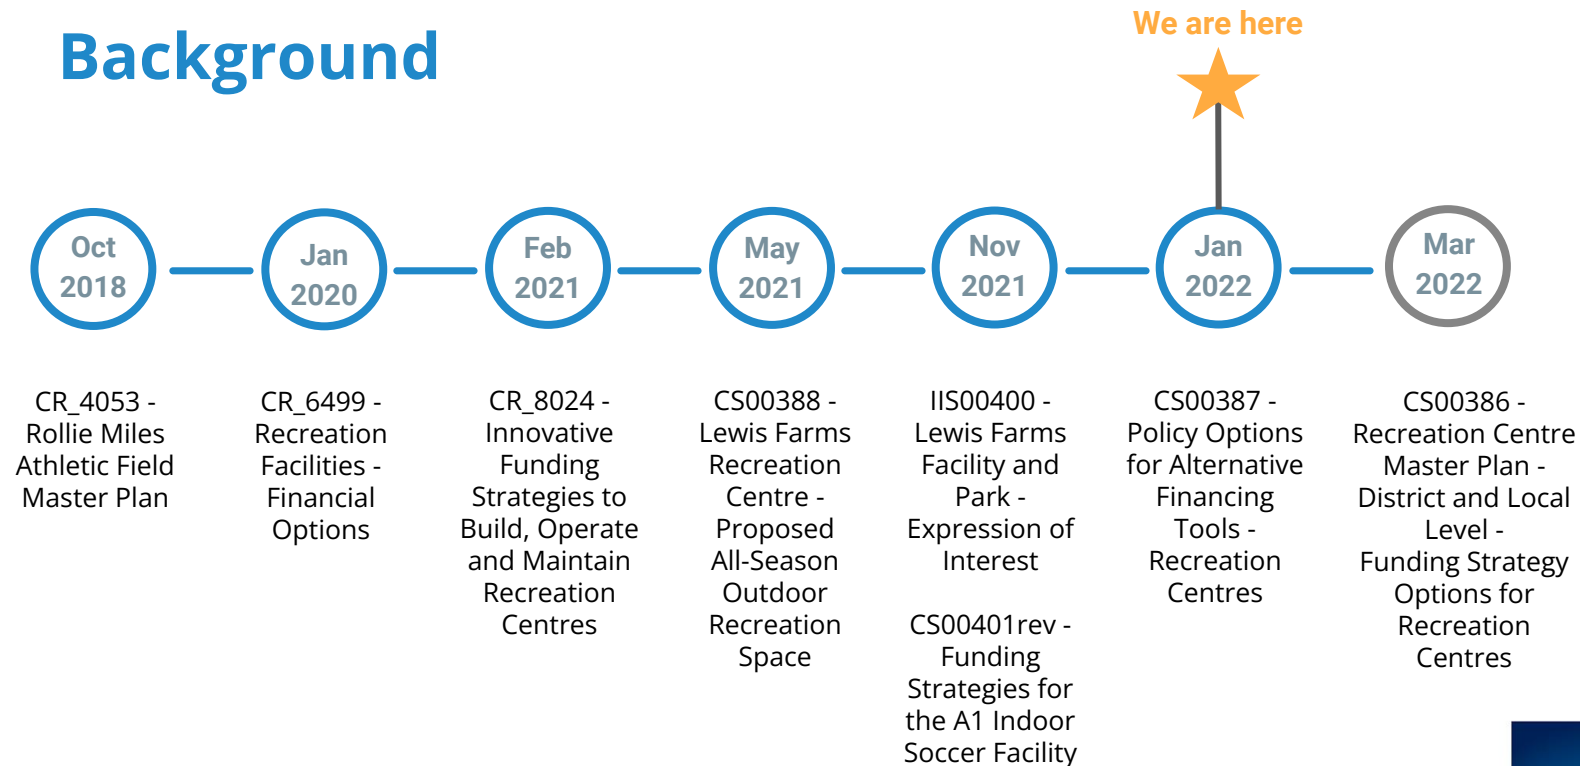 We are here
Background
Oct
2018
Jan
2020
Feb
2021
May
2021
Nov
2021
Jan
2022
Mar
2022
CR_4053 -
Rollie Miles
Athletic Field
Master Plan
CR_6499 -
Recreation
Facilities -
Financial
Options
CR_8024 -
Innovative
Funding
Strategies to
Build, Operate
and Maintain
Recreation
Centres
CS00388 -
Lewis Farms
Recreation
Centre -
Proposed
All-Season
Outdoor
Recreation
Space
IIS00400 -
Lewis Farms
Facility and
Park -
Expression of
Interest
CS00401rev -
Funding
Strategies for
the A1 Indoor
Soccer Facility
CS00387 -
Policy Options
for Alternative
Financing
Tools -
Recreation
Centres
CS00386 -
Recreation Centre
Master Plan -
District and Local
Level -
Funding Strategy
Options for
Recreation
Centres